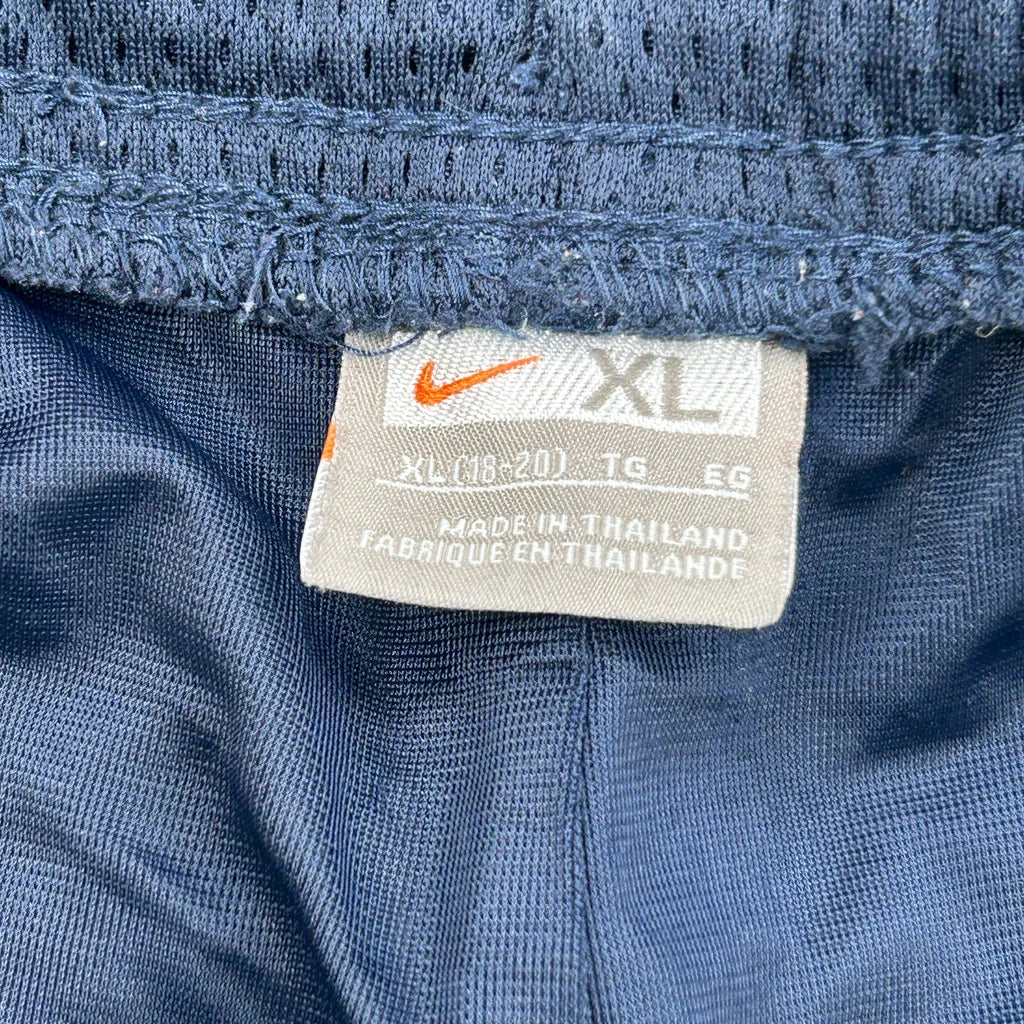 XL
XL (18-20) TG EG
MADE IN THAILAND
FABRIQUE EN THAILANDE